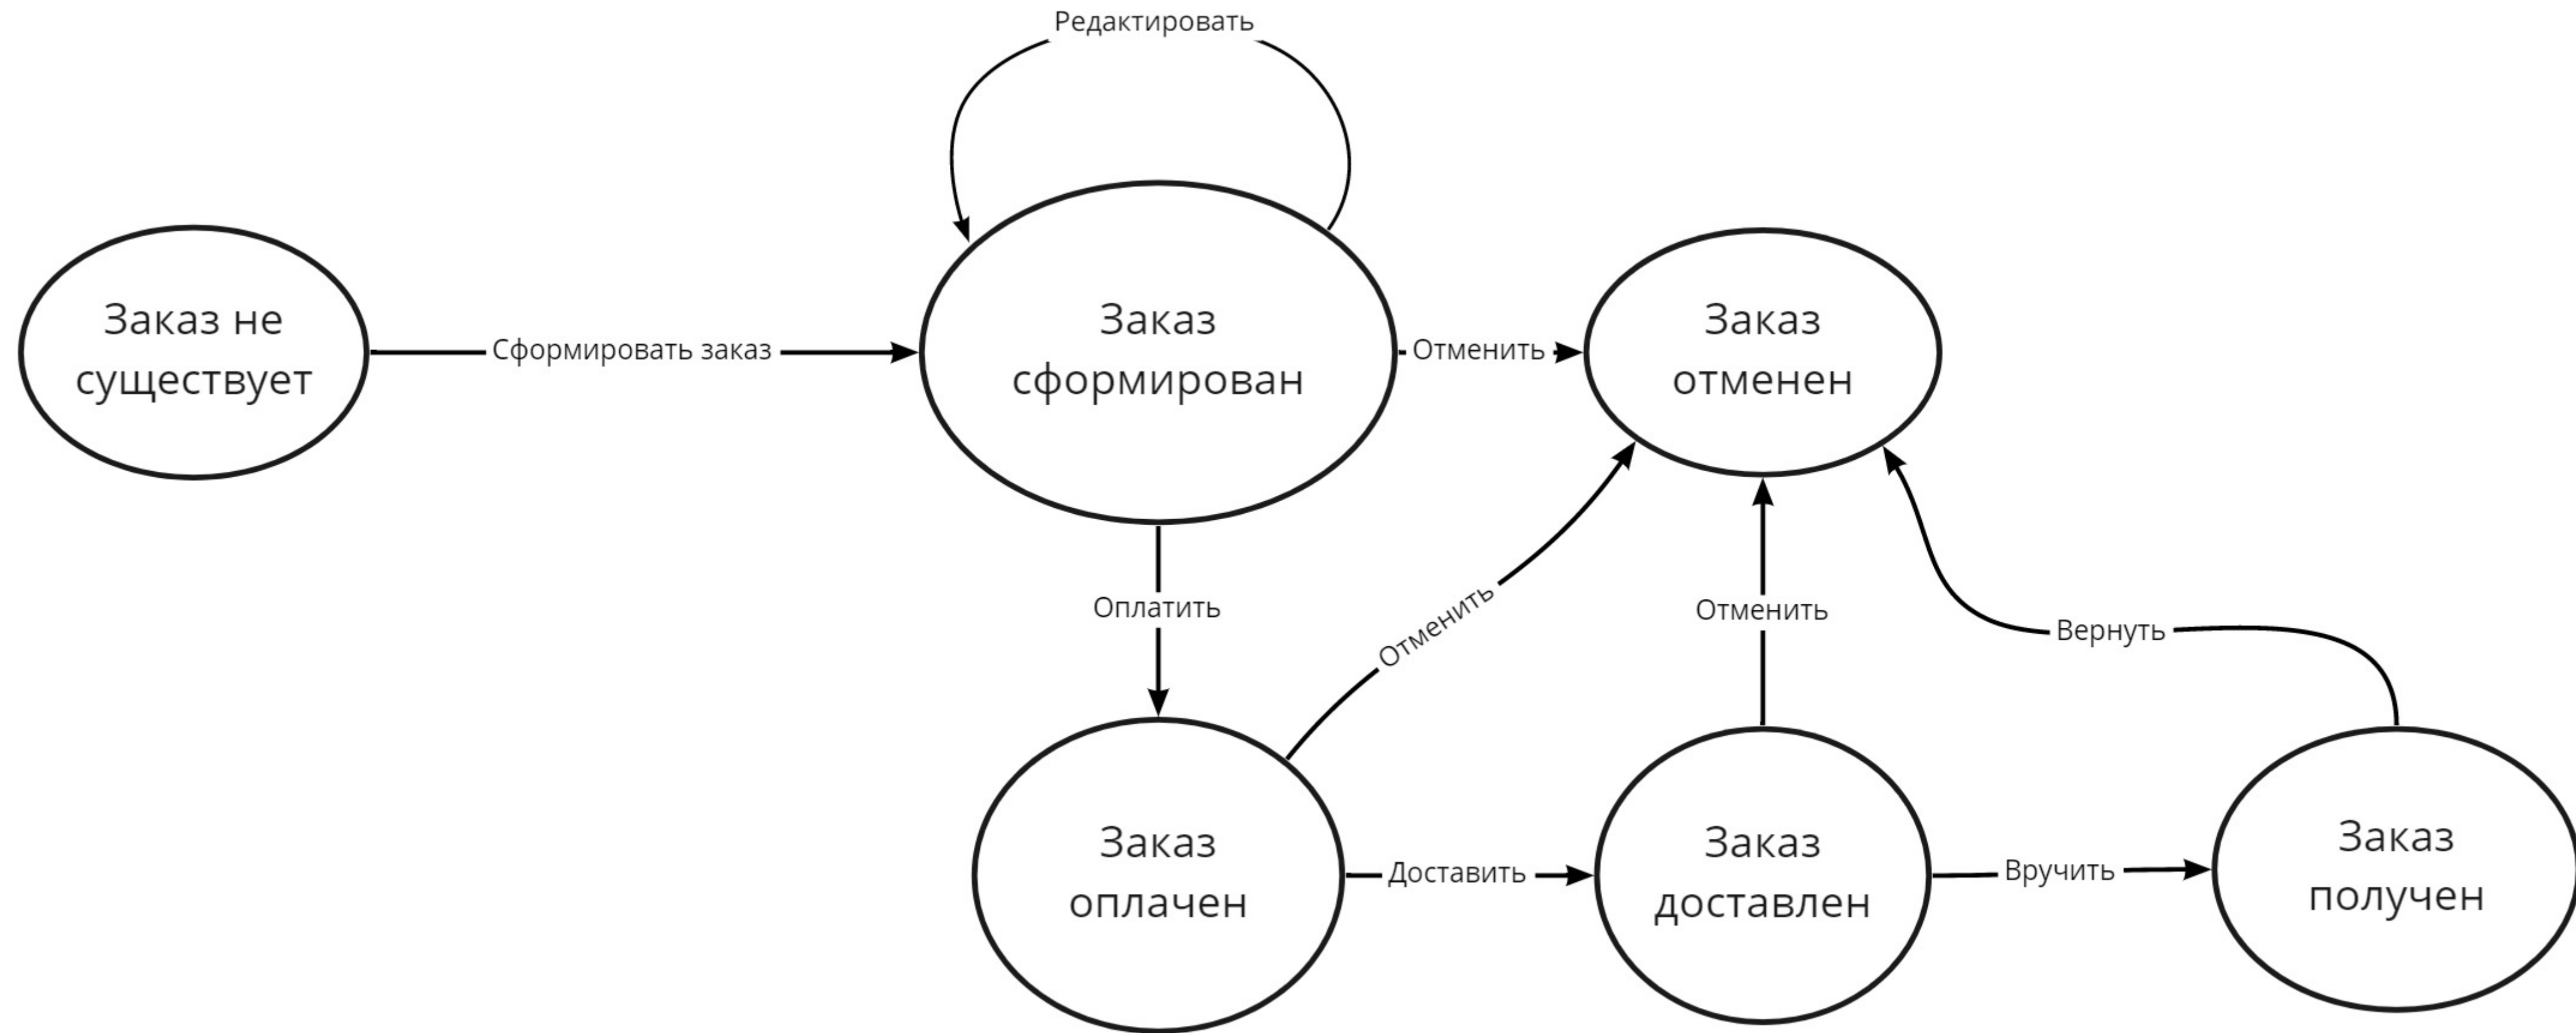 Редактировать
Заказ не
существует
Сформировать заказ
Заказ
сформирован
Отменить
Заказ
отменен
Оплатить
Отменить
Отменить
Вернуть
Заказ
оплачен
Доставить
Заказ
доставлен
Вручить
Заказ
получен